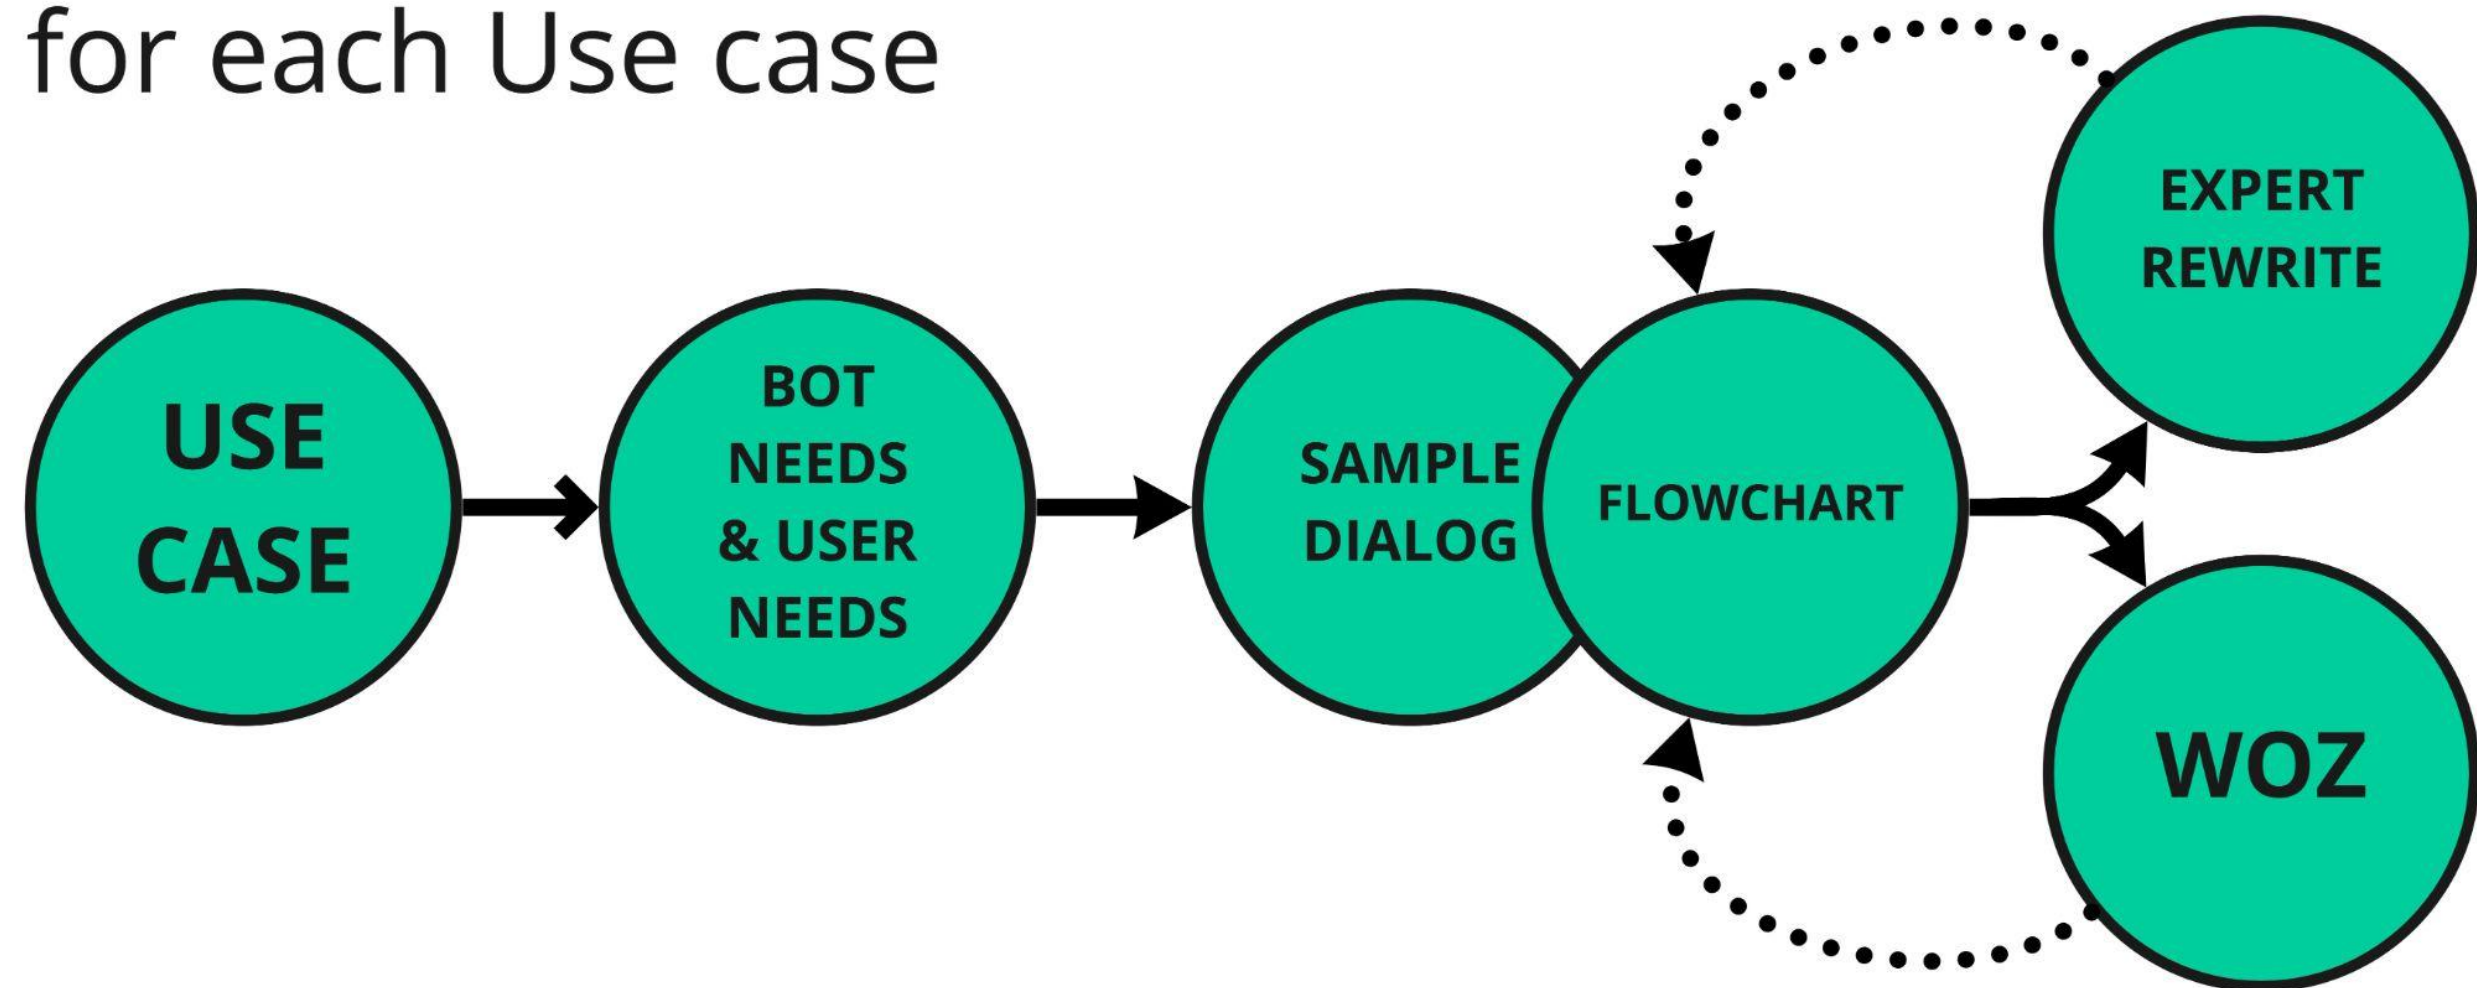 for each Use case
USE
CASE
BOT
NEEDS
& USER
NEEDS
SAMPLE
DIALOG
FLOWCHART
EXPERT
REWRITE
WOZ